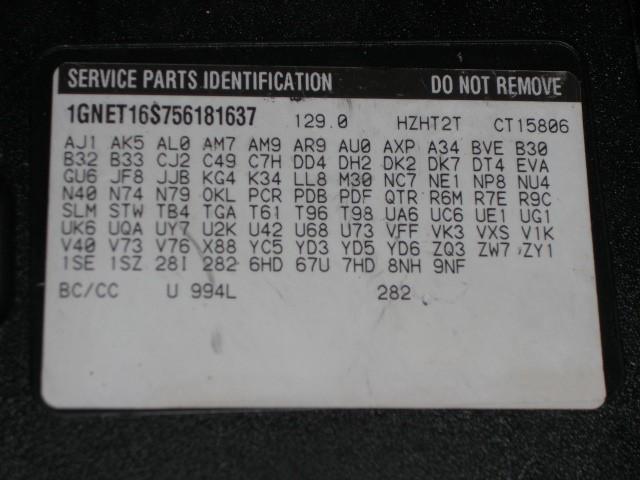 SERVICE PARTS IDENTIFICATION DO NOT REMOVE
1GNET16S756181637 129.0 HZHT2T CT15806
AJ1 AK5 AL0 AM7 AM9 AR9 AU0 AXP A34 BVE B30
B32 B33 CJ2 C49 C7H DD4 DH2 DK2 DK7 DT4 EVA
GU6 JF8 JJB KG4 K34 LL8 M30 NC7 NE1 NP8 NU4
N40 N74 N79 OKL PCR PDB PDF QTR R6M R7E R9C
SLM STW TB4 TGA T61 T96 T98 UA6 UC6 UE1 UG1
UK6 UQA UY7 U2K U42 U68 U73 VFF VK3 VXS V1K
V40 V73 V76 X88 YC5 YD3 YD5 YD6 ZQ3 ZW7 ZY1
1SE 1SZ 28I 282 6HD 67U 7HD 8NH 9NF
BC/CC U 994L 282